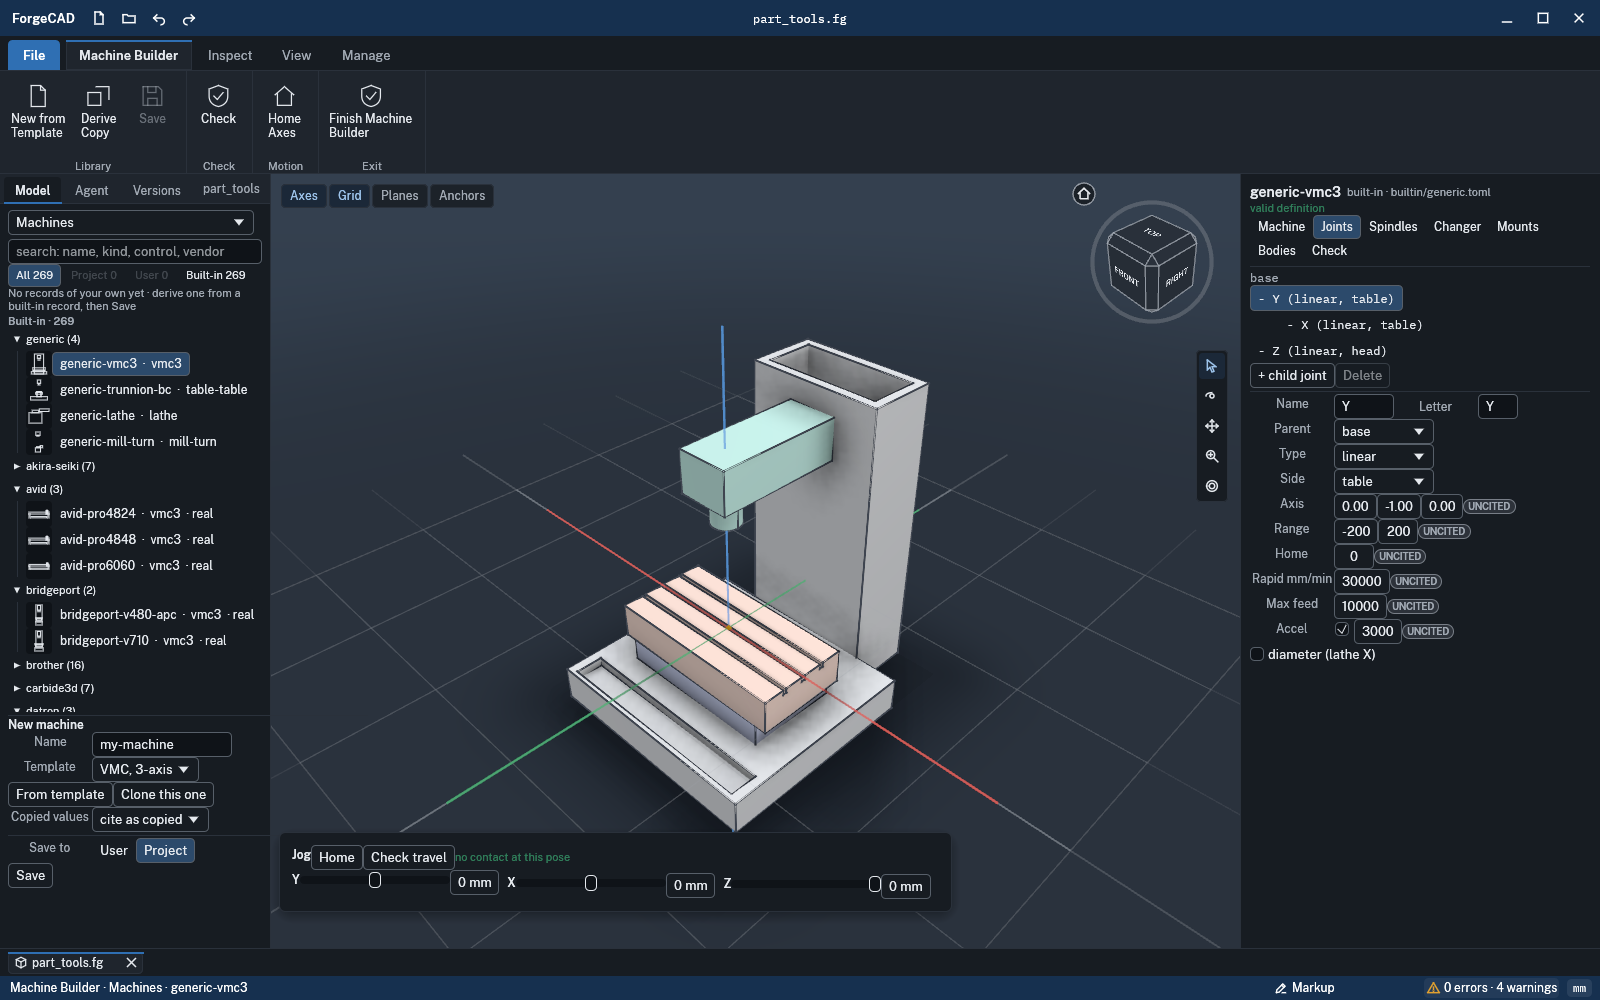 ForgeCAD
part_tools.fg
File
Machine Builder
Inspect
View
Manage
New from
Template
Derive
Copy
Save
Check
Home
Axes
Finish Machine
Builder
Library
Check
Motion
Exit
Model
Agent
Versions
part_tools
Machines
search: name, kind, control, vendor
All 269
Project 0
User 0
Built-in 269
No records of your own yet · derive one from a
built-in record, then Save
Built-in · 269
generic (4)
generic-vmc3 · vmc3
generic-trunnion-bc · table-table
generic-lathe · lathe
generic-mill-turn · mill-turn
akira-seiki (7)
avid (3)
avid-pro4824 · vmc3 · real
avid-pro4848 · vmc3 · real
avid-pro6060 · vmc3 · real
bridgeport (2)
bridgeport-v480-apc · vmc3 · real
bridgeport-v710 · vmc3 · real
brother (16)
carbide3d (7)
datron (3)
New machine
Name
my-machine
Template
VMC, 3-axis
From template
Clone this one
Copied values
cite as copied
Save to
User
Project
Save
Axes
Grid
Planes
Anchors
TOP
FRONT
RIGHT
Jog
Home
Check travel
no contact at this pose
Y
0 mm
X
0 mm
Z
0 mm
generic-vmc3 built-in · builtin/generic.toml
valid definition
Machine
Joints
Spindles
Changer
Mounts
Bodies
Check
base
- Y (linear, table)
- X (linear, table)
- Z (linear, head)
+ child joint
Delete
Name
Y
Letter
Y
Parent
base
Type
linear
Side
table
Axis
0.00
-1.00
0.00
UNCITED
Range
-200
200
UNCITED
Home
0
UNCITED
Rapid mm/min
30000
UNCITED
Max feed
10000
UNCITED
Accel
3000
UNCITED
diameter (lathe X)
part_tools.fg
Machine Builder · Machines · generic-vmc3
Markup
0 errors · 4 warnings
mm